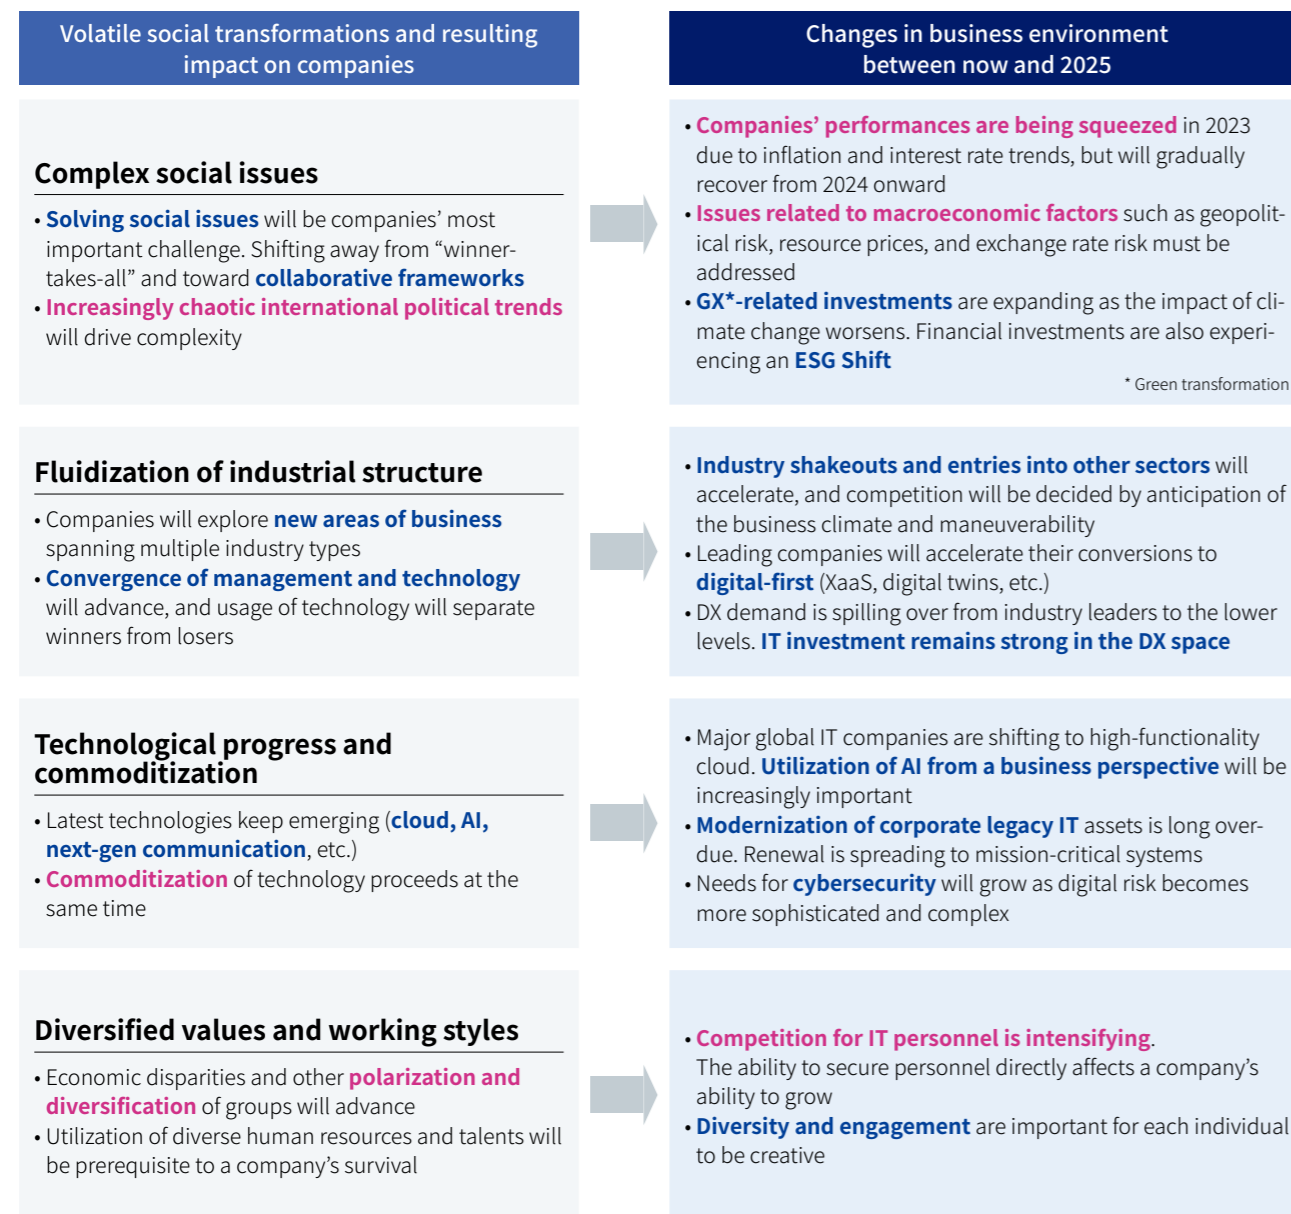 Volatile social transformations and resulting
impact on companies
Changes in business environment
between now and 2025
Complex social issues
• Solving social issues will be companies’ most
important challenge. Shifting away from “winner-
takes-all” and toward collaborative frameworks
• Increasingly chaotic international political trends
will drive complexity
• Companies’ performances are being squeezed in 2023
due to inflation and interest rate trends, but will gradually
recover from 2024 onward
• Issues related to macroeconomic factors such as geopolit-
ical risk, resource prices, and exchange rate risk must be
addressed
• GX*-related investments are expanding as the impact of cli-
mate change worsens. Financial investments are also experi-
encing an ESG Shift
* Green transformation
Fluidization of industrial structure
• Companies will explore new areas of business
spanning multiple industry types
• Convergence of management and technology
will advance, and usage of technology will separate
winners from losers
• Industry shakeouts and entries into other sectors will
accelerate, and competition will be decided by anticipation of
the business climate and maneuverability
• Leading companies will accelerate their conversions to
digital-first (XaaS, digital twins, etc.)
• DX demand is spilling over from industry leaders to the lower
levels. IT investment remains strong in the DX space
Technological progress and
commoditization
• Latest technologies keep emerging (cloud, AI,
next-gen communication, etc.)
• Commoditization of technology proceeds at the
same time
• Major global IT companies are shifting to high-functionality
cloud. Utilization of AI from a business perspective will be
increasingly important
• Modernization of corporate legacy IT assets is long over-
due. Renewal is spreading to mission-critical systems
• Needs for cybersecurity will grow as digital risk becomes
more sophisticated and complex
Diversified values and working styles
• Economic disparities and other polarization and
diversification of groups will advance
• Utilization of diverse human resources and talents will
be prerequisite to a company’s survival
• Competition for IT personnel is intensifying.
The ability to secure personnel directly affects a company’s
ability to grow
• Diversity and engagement are important for each individual
to be creative